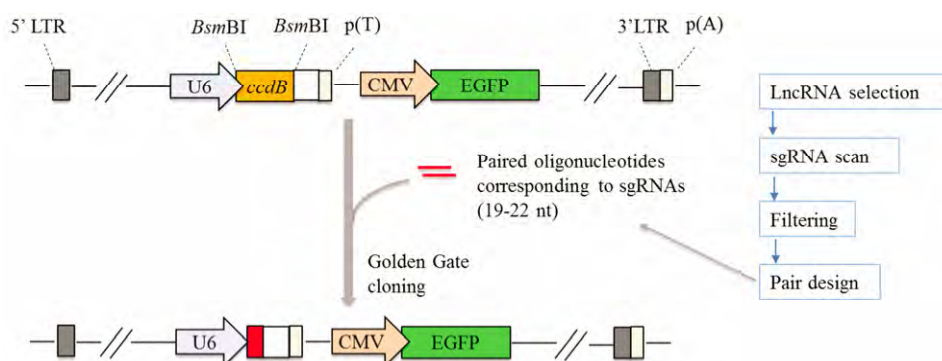 5' LTR
BsmBI
BsmBI
p(T)
3'LTR
p(A)
U6
ccdB
CMV
EGFP
LncRNA selection
sgRNA scan
Filtering
Pair design
Paired oligonucleotides
corresponding to sgRNAs
(19-22 nt)
Golden Gate
cloning
U6
CMV
EGFP